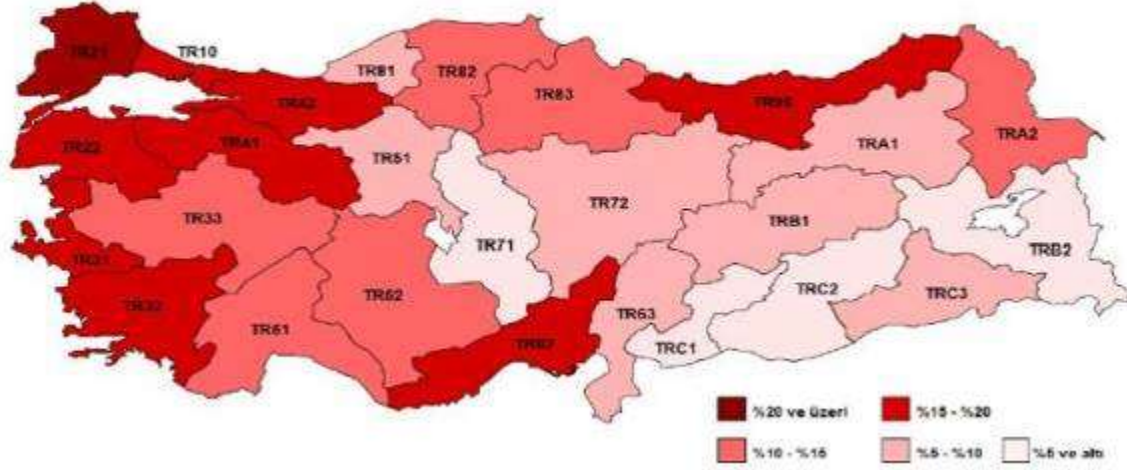 TR21
TR10
TR81
TR82
TR42
TR83
TR90
TR22
TR41
TR51
TRA1
TRA2
TR33
TR72
TRB1
TR71
TRB2
TR31
TR32
TR52
TRC2
TRC3
TR61
TR63
TR62
TRC1
%20 ve üzeri
%15 - %20
%10 - %15
%5 - %10
%5 ve altı